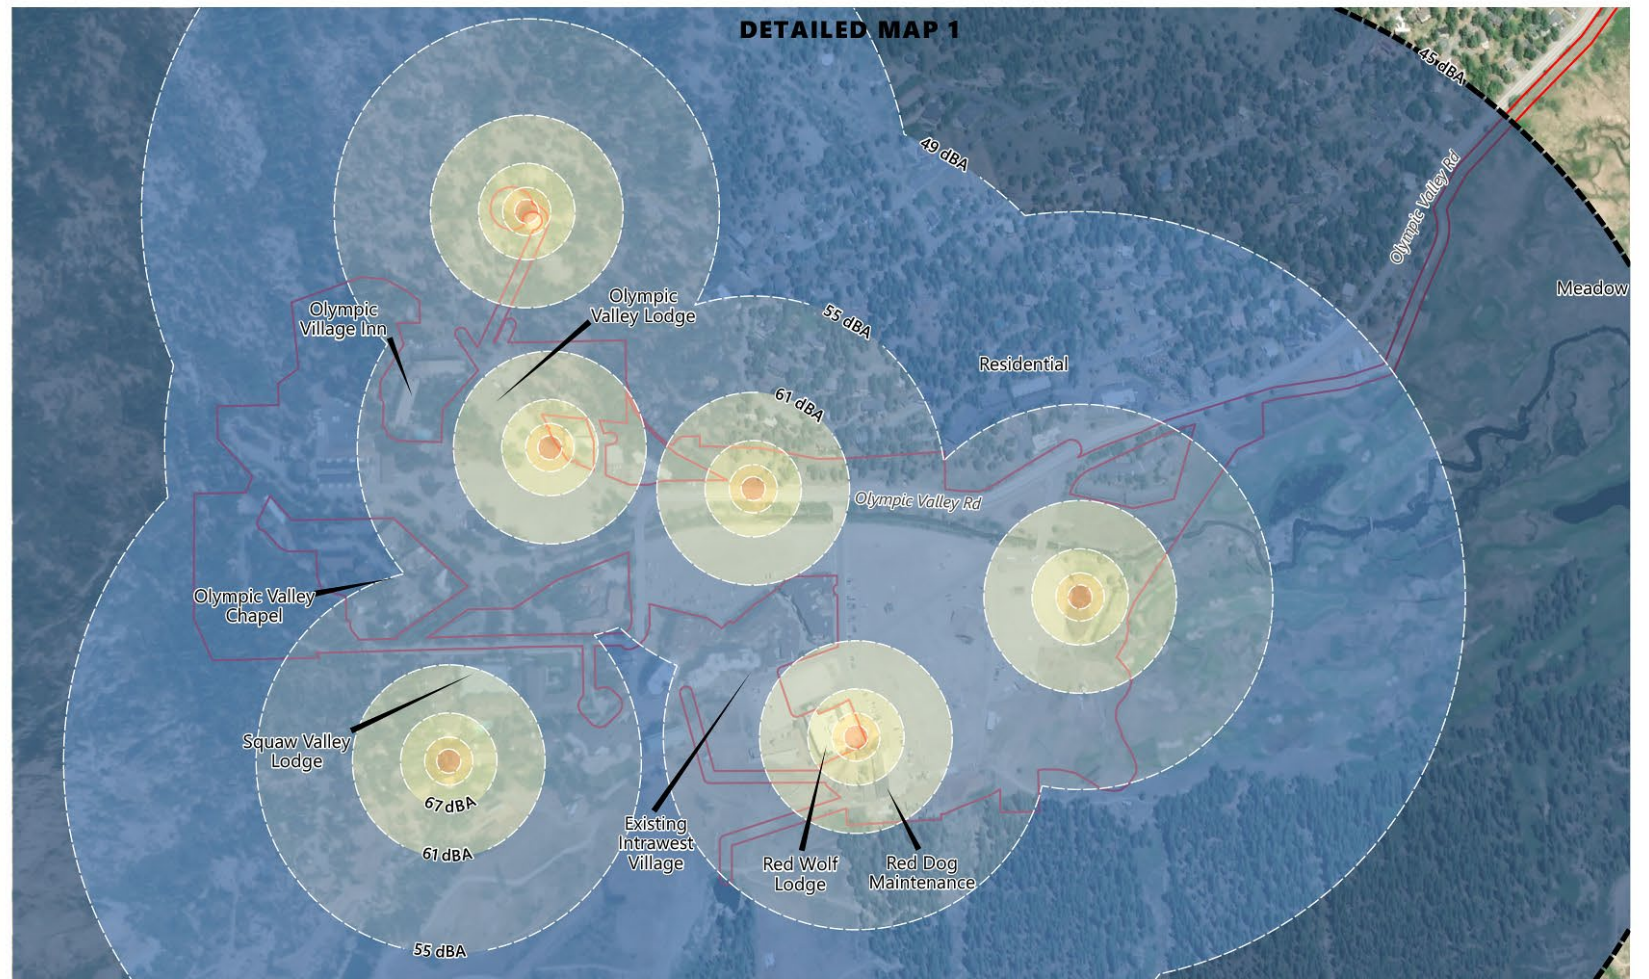 DETAILED MAP 1
45 dBA
49 dBA
Olympic Valley Rd
Meadow
Olympic
Village Inn
Olympic
Valley Lodge
55 dBA
Residential
61 dBA
Olympic Valley Rd
Olympic Valley
Chapel
Squaw Valley
Lodge
67 dBA
61 dBA
55 dBA
Existing
Intrawest
Village
Red Wolf
Lodge
Red Dog
Maintenance